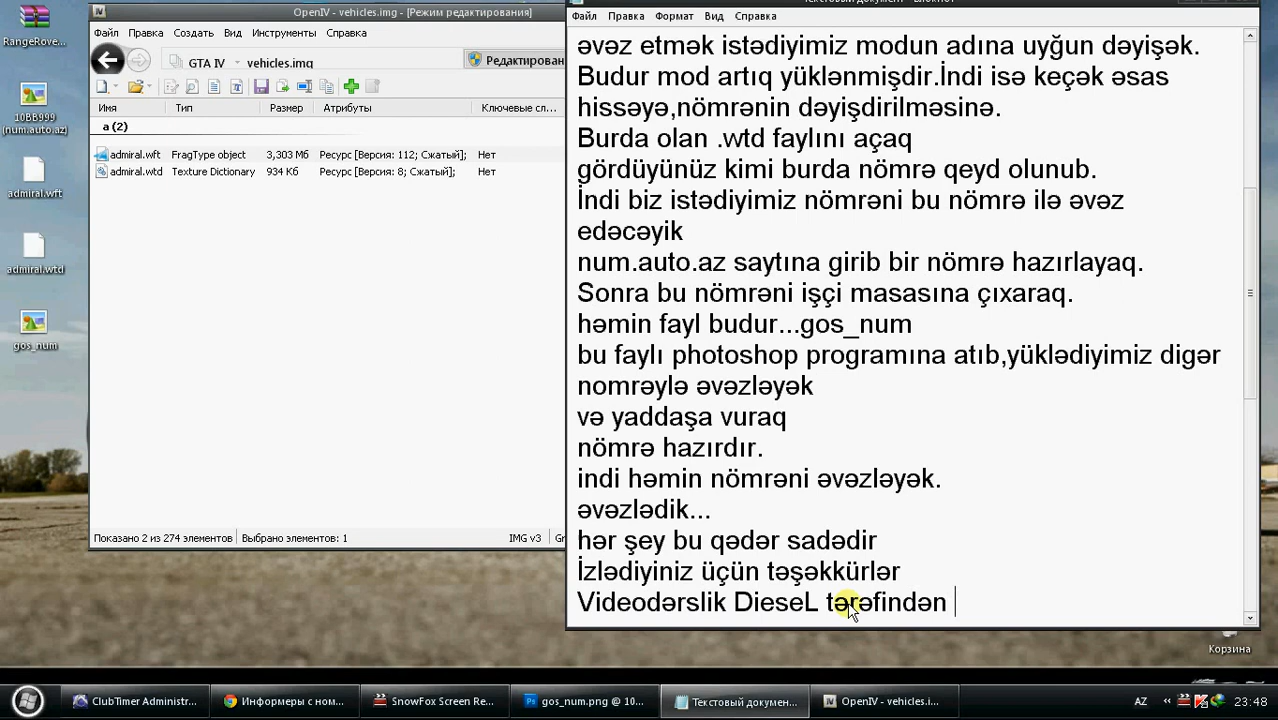 RangeRove...
10BB999
(num.auto.az)
admiral.wft
admiral.wtd
gos_num
OpenIV - vehicles.img - [Режим редактирования]
Файл Правка Создать Вид Инструменты Справка
GTA IV vehicles.img
Редактирован
Имя Тип Размер Атрибуты Ключевые сл...
a (2)
admiral.wft FragType object 3,303 Мб Ресурс [Версия: 112; Сжатый]; Нет
admiral.wtd Texture Dictionary 934 Кб Ресурс [Версия: 8; Сжатый]; Нет
Показано 2 из 274 элементов Выбрано элементов: 1 IMG v3
Файл Правка Формат Вид Справка
əvəz etmək istədiyimiz modun adına uyğun dəyişək.
Budur mod artıq yüklənmişdir.İndi isə keçək əsas
hissəyə,nömrənin dəyişdirilməsinə.
Burda olan .wtd faylını açaq
gördüyünüz kimi burda nömrə qeyd olunub.
İndi biz istədiyimiz nömrəni bu nömrə ilə əvəz
edəcəyik
num.auto.az saytına girib bir nömrə hazırlayaq.
Sonra bu nömrəni işçi masasına çıxaraq.
həmin fayl budur...gos_num
bu faylı photoshop programına atıb,yüklədiyimiz digər
nomrəylə əvəzləyək
və yaddaşa vuraq
nömrə hazırdır.
indi həmin nömrəni əvəzləyək.
əvəzlədik...
hər şey bu qədər sadədir
İzlədiyiniz üçün təşəkkürlər
Videodərslik DieseL tərəfindən
Корзина
ClubTimer Administr... Информеры с ном... SnowFox Screen Re... gos_num.png @ 10... Текстовый докумен... OpenIV - vehicles.i... AZ 23:48